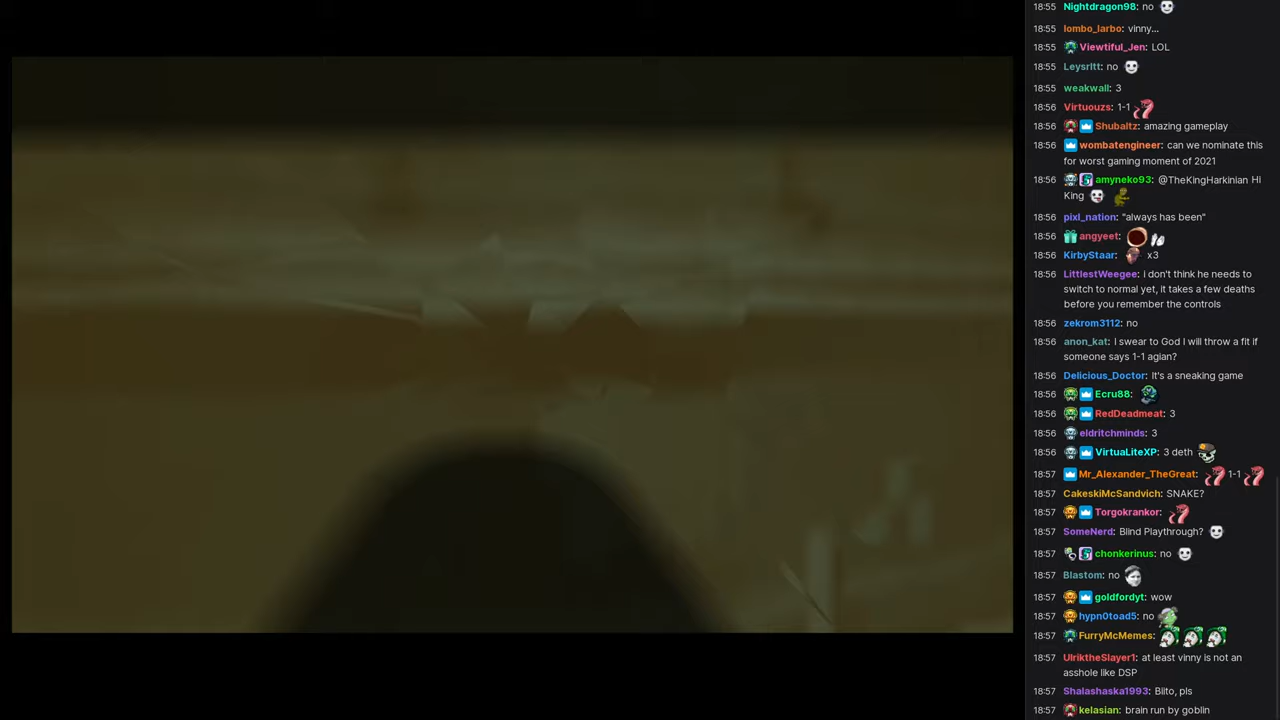 18:55 Nightdragon98: no
18:55 lombo_larbo: vinny...
18:55 Viewtiful_Jen: LOL
18:55 Leysritt: no
18:55 weakwall: 3
18:56 Virtuouzs: 1-1
18:56 Shubaltz: amazing gameplay
18:56 wombatengineer: can we nominate this
for worst gaming moment of 2021
18:56 amyneko93: @TheKingHarkinian Hi
King
18:56 pixl_nation: "always has been"
18:56 angyeet:
18:56 KirbyStaar: x3
18:56 LittlestWeegee: i don't think he needs to
switch to normal yet, it takes a few deaths
before you remember the controls
18:56 zekrom3112: no
18:56 anon_kat: I swear to God I will throw a fit if
someone says 1-1 agian?
18:56 Delicious_Doctor: It's a sneaking game
18:56 Ecru88:
18:56 RedDeadmeat: 3
18:56 eldritchminds: 3
18:56 VirtuaLiteXP: 3 deth
18:57 Mr_Alexander_TheGreat: 1-1
18:57 CakeskiMcSandvich: SNAKE?
18:57 Torgokrankor:
18:57 SomeNerd: Blind Playthrough?
18:57 chonkerinus: no
18:57 Blastom: no
18:57 goldfordyt: wow
18:57 hypn0toad5: no
18:57 FurryMcMemes:
18:57 UlriktheSlayer1: at least vinny is not an
asshole like DSP
18:57 Shalashaska1993: Biito, pls
18:57 kelasian: brain run by goblin